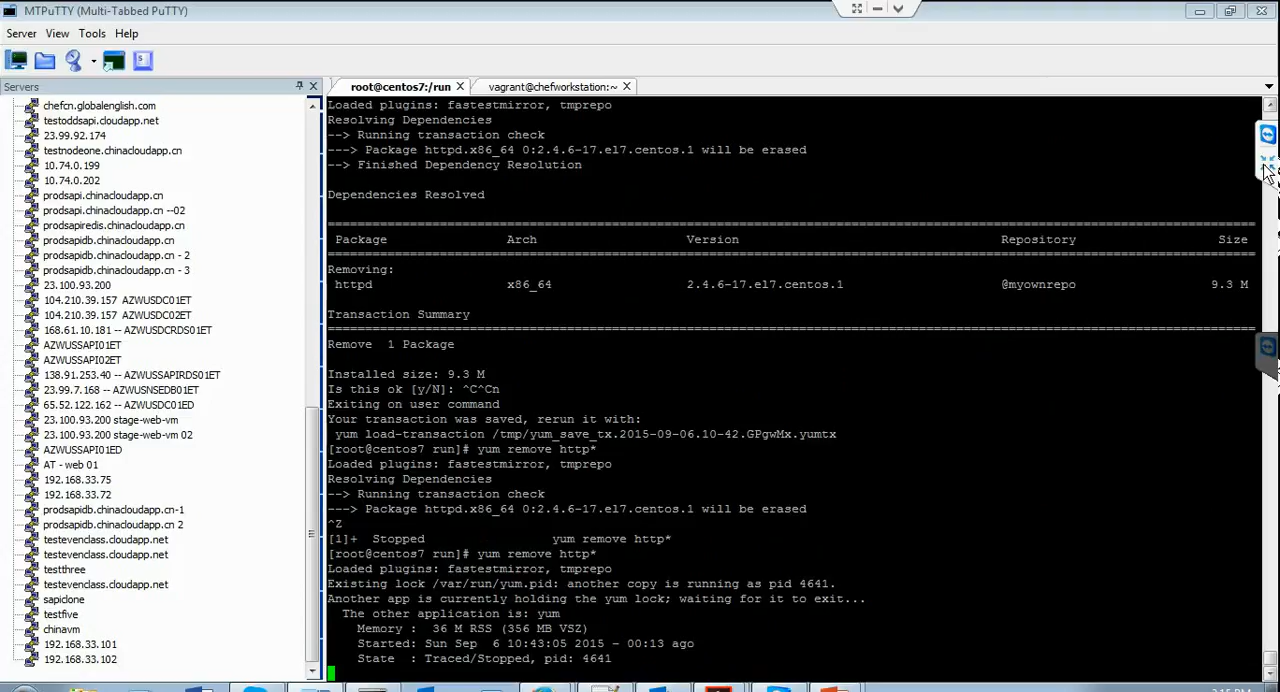 MTPuTTY (Multi-Tabbed PuTTY)
Server View Tools Help
Servers
chefcn.globalenglish.com
testoddsapi.cloudapp.net
23.99.92.174
testnodeone.chinacloudapp.cn
10.74.0.199
10.74.0.202
prodsapi.chinacloudapp.cn
prodsapi.chinacloudapp.cn --02
prodsapiredis.chinacloudapp.cn
prodsapidb.chinacloudapp.cn
prodsapidb.chinacloudapp.cn - 2
prodsapidb.chinacloudapp.cn - 3
23.100.93.200
104.210.39.157 AZWUSDC01ET
104.210.39.157 AZWUSDC02ET
168.61.10.181 -- AZWUSDCRDS01ET
AZWUSSAPI01ET
AZWUSSAPI02ET
138.91.253.40 -- AZWUSSAPIRDS01ET
23.99.7.168 -- AZWUSNSEDB01ET
65.52.122.162 -- AZWUSDC01ED
23.100.93.200 stage-web-vm
23.100.93.200 stage-web-vm 02
AZWUSSAPI01ED
AT - web 01
192.168.33.75
192.168.33.72
prodsapidb.chinacloudapp.cn-1
prodsapidb.chinacloudapp.cn 2
testevenclass.cloudapp.net
testevenclass.cloudapp.net
testthree
testevenclass.cloudapp.net
sapiclone
testfive
chinavm
192.168.33.101
192.168.33.102
root@centos7:/run
vagrant@chefworkstation:~
Loaded plugins: fastestmirror, tmprepo
Resolving Dependencies
--> Running transaction check
---> Package httpd.x86_64 0:2.4.6-17.el7.centos.1 will be erased
--> Finished Dependency Resolution
Dependencies Resolved
Package Arch Version Repository Size
Removing:
httpd x86_64 2.4.6-17.el7.centos.1 @myownrepo 9.3 M
Transaction Summary
Remove 1 Package
Installed size: 9.3 M
Is this ok [y/N]: ^C^Cn
Exiting on user command
Your transaction was saved, rerun it with:
yum load-transaction /tmp/yum_save_tx.2015-09-06.10-42.GPgwMx.yumtx
[root@centos7 run]# yum remove http*
Loaded plugins: fastestmirror, tmprepo
Resolving Dependencies
--> Running transaction check
---> Package httpd.x86_64 0:2.4.6-17.el7.centos.1 will be erased
^Z
[1]+ Stopped yum remove http*
[root@centos7 run]# yum remove http*
Loaded plugins: fastestmirror, tmprepo
Existing lock /var/run/yum.pid: another copy is running as pid 4641.
Another app is currently holding the yum lock; waiting for it to exit...
The other application is: yum
Memory : 36 M RSS (356 MB VSZ)
Started: Sun Sep 6 10:43:05 2015 - 00:13 ago
State : Traced/Stopped, pid: 4641